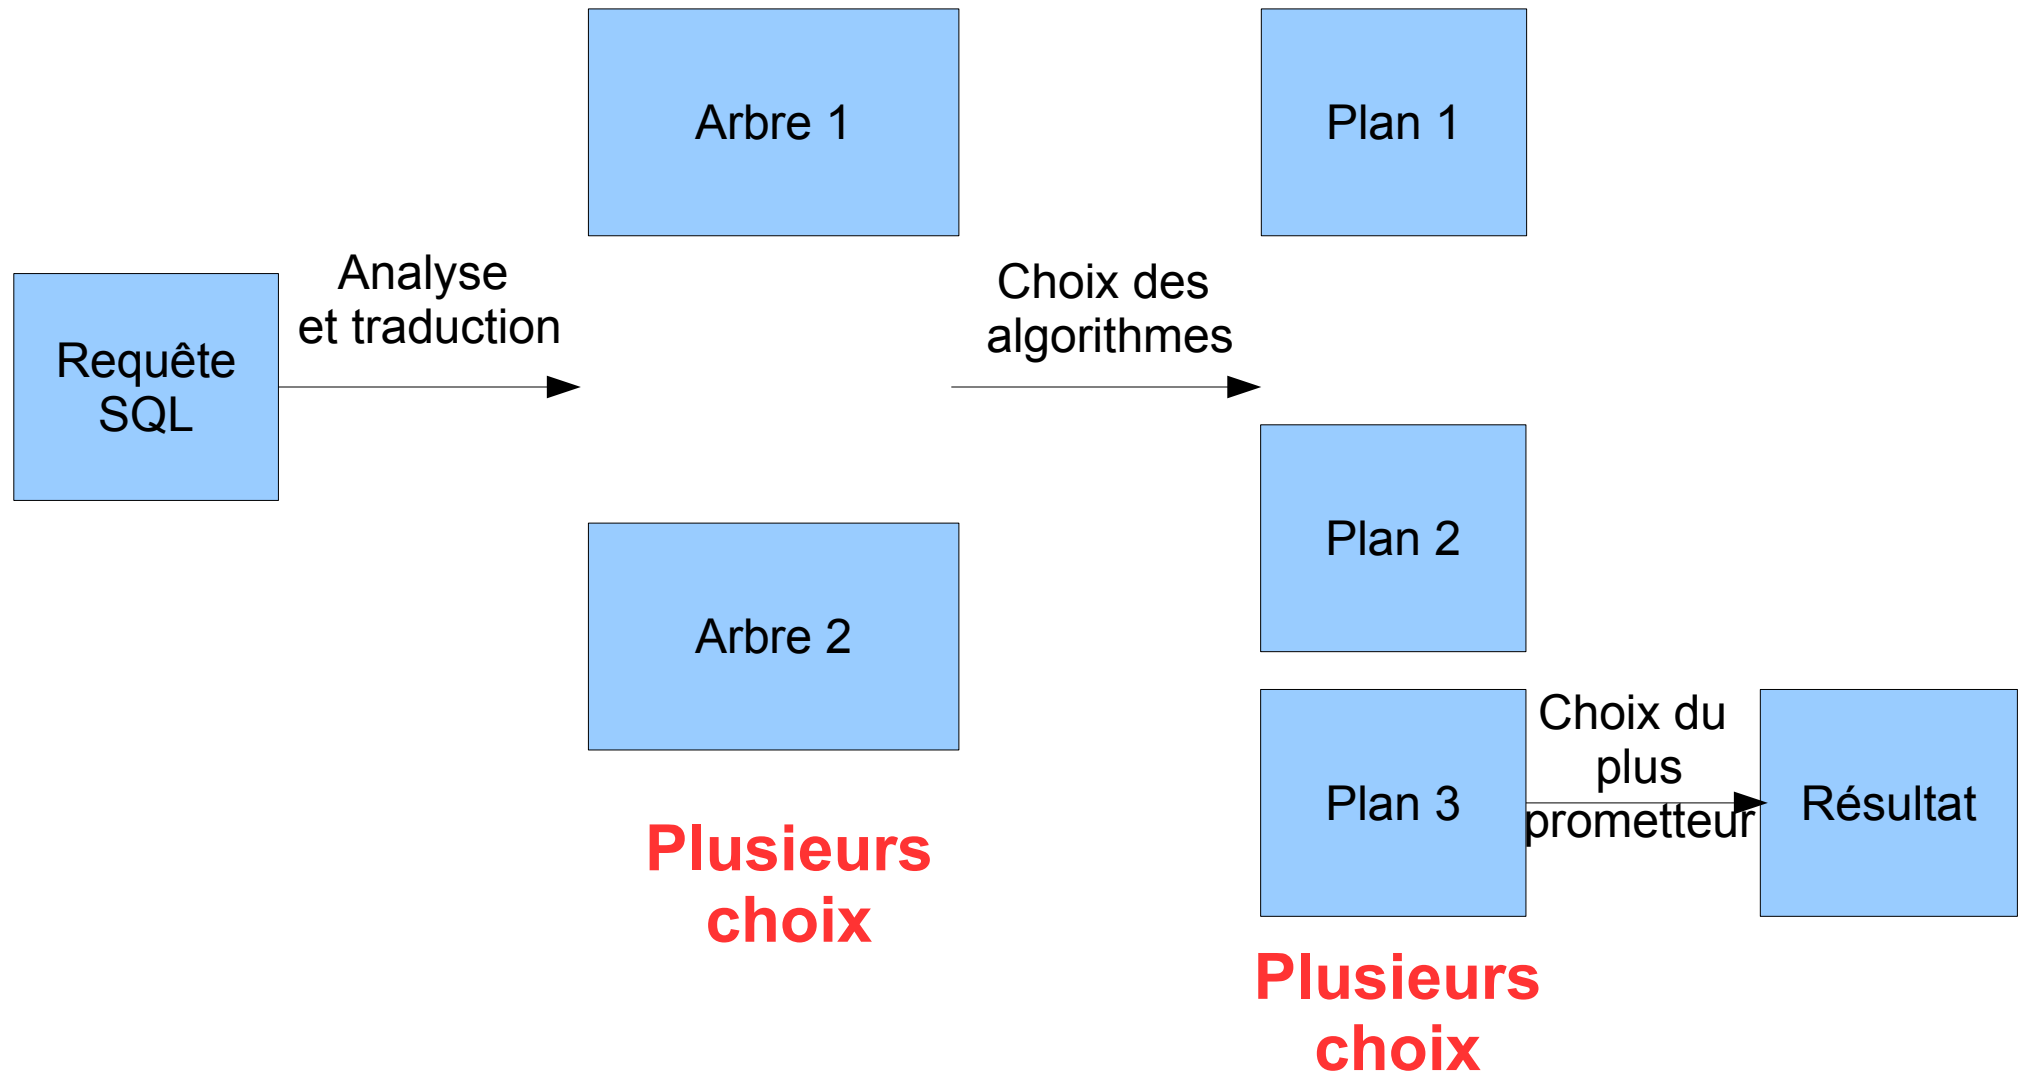 Arbre 1
Plan 1
Analyse
et traduction
Choix des
algorithmes
Requête
SQL
Plan 2
Arbre 2
Choix du
plus
prometteur
Plan 3
Résultat
Plusieurs
choix
Plusieurs
choix